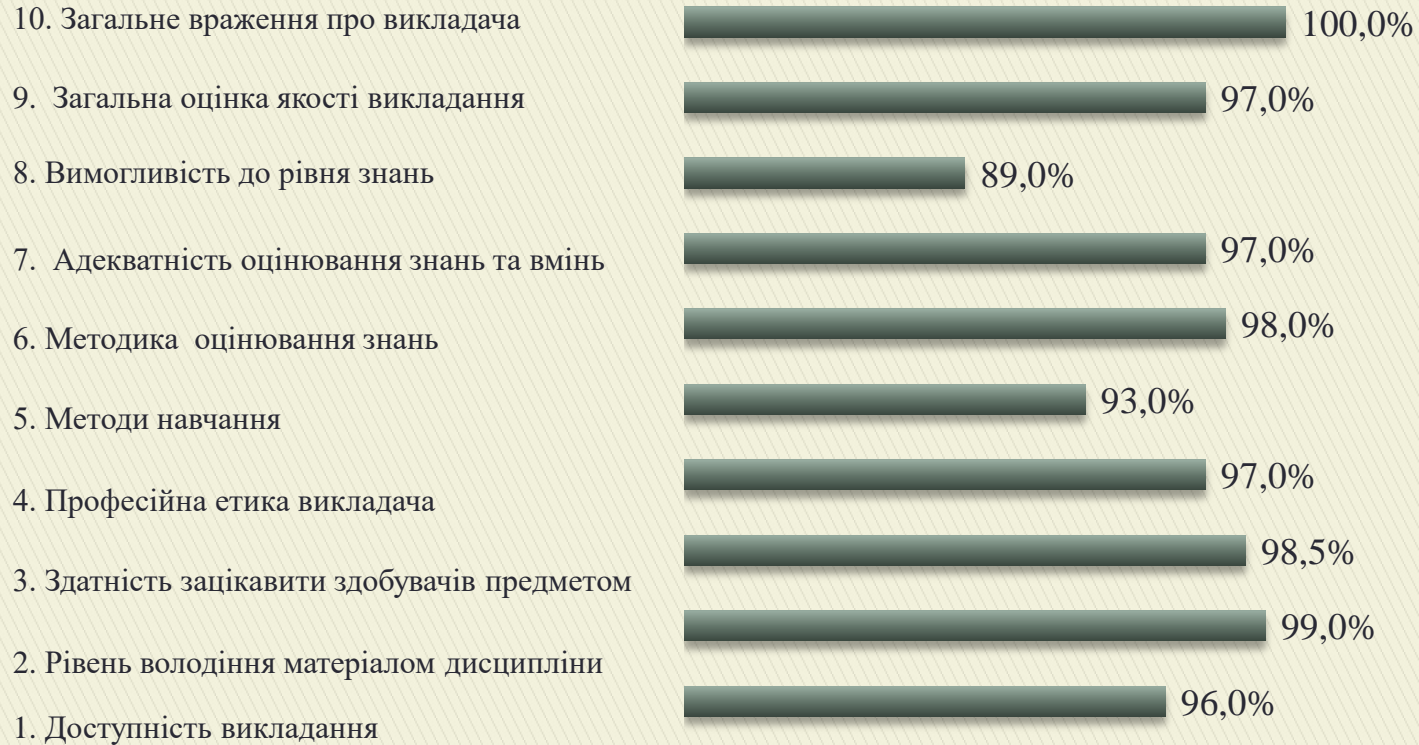 10. Загальне враження про викладача 100,0%
9. Загальна оцінка якості викладання 97,0%
8. Вимогливість до рівня знань 89,0%
7. Адекватність оцінювання знань та вмінь 97,0%
6. Методика оцінювання знань 98,0%
5. Методи навчання 93,0%
4. Професійна етика викладача 97,0%
3. Здатність зацікавити здобувачів предметом 98,5%
2. Рівень володіння матеріалом дисципліни 99,0%
1. Доступність викладання 96,0%